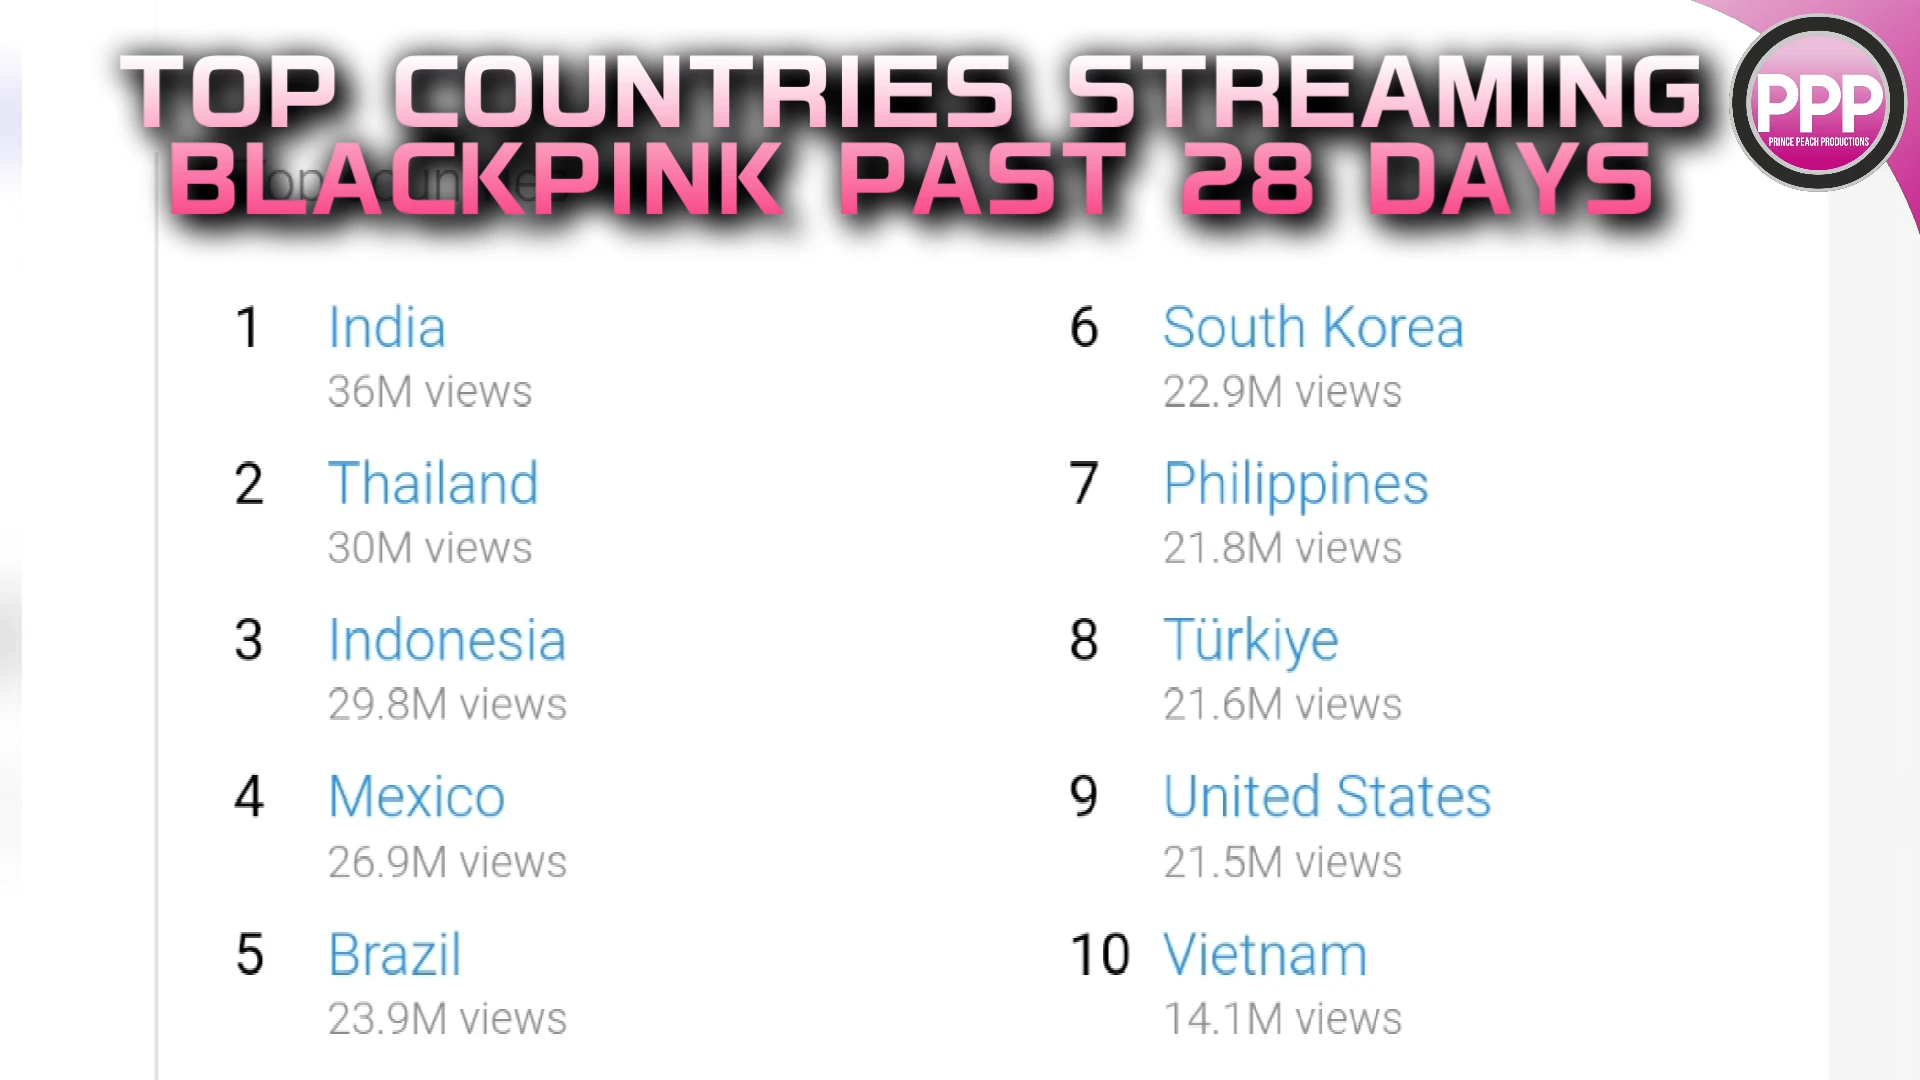 TOP COUNTRIES STREAMING
BLACKPINK PAST 28 DAYS
PPP
PRINCE PEACH PRODUCTIONS
Top countries
1 India
36M views
2 Thailand
30M views
3 Indonesia
29.8M views
4 Mexico
26.9M views
5 Brazil
23.9M views
6 South Korea
22.9M views
7 Philippines
21.8M views
8 Türkiye
21.6M views
9 United States
21.5M views
10 Vietnam
14.1M views